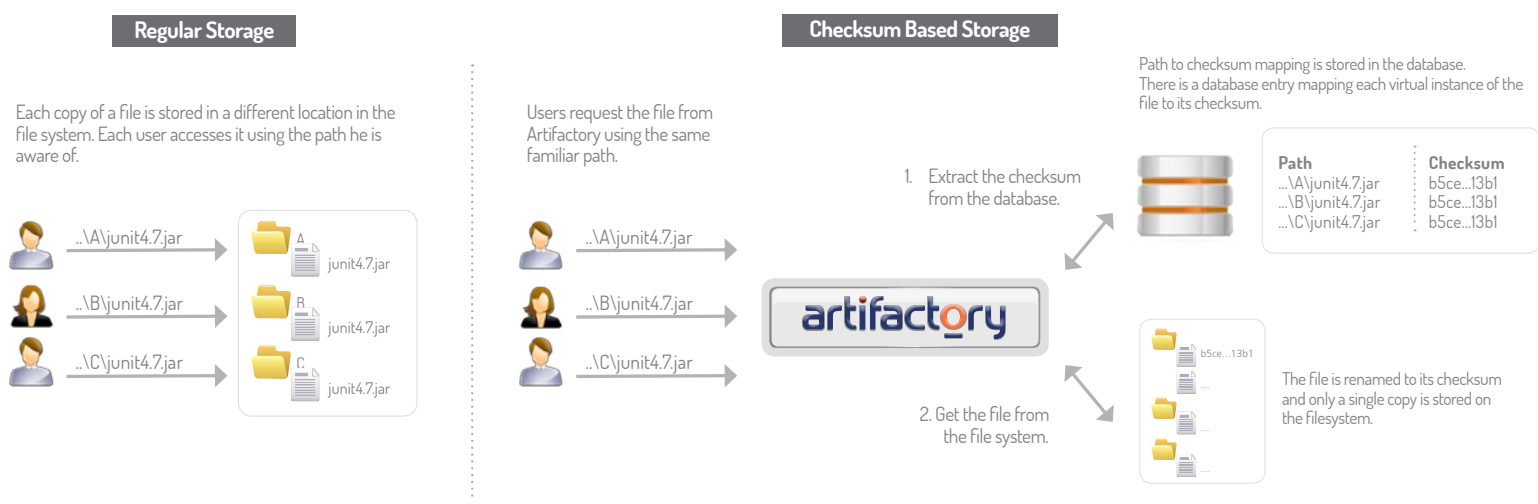 Regular Storage
Each copy of a file is stored in a different location in the
file system. Each user accesses it using the path he is
aware of.
..\A\junit4.7.jar
..\B\junit4.7.jar
..\C\junit4.7.jar
A
junit4.7.jar
B
junit4.7.jar
C
junit4.7.jar
Checksum Based Storage
Users request the file from
Artifactory using the same
familiar path.
..\A\junit4.7.jar
..\B\junit4.7.jar
..\C\junit4.7.jar
artifactory
1. Extract the checksum
from the database.
Path to checksum mapping is stored in the database.
There is a database entry mapping each virtual instance of the
file to its checksum.
Path Checksum
...\A\junit4.7.jar b5ce...13b1
...\B\junit4.7.jar b5ce...13b1
...\C\junit4.7.jar b5ce...13b1
2. Get the file from
the file system.
b5ce...13b1
...
...
...
The file is renamed to its checksum
and only a single copy is stored on
the filesystem.